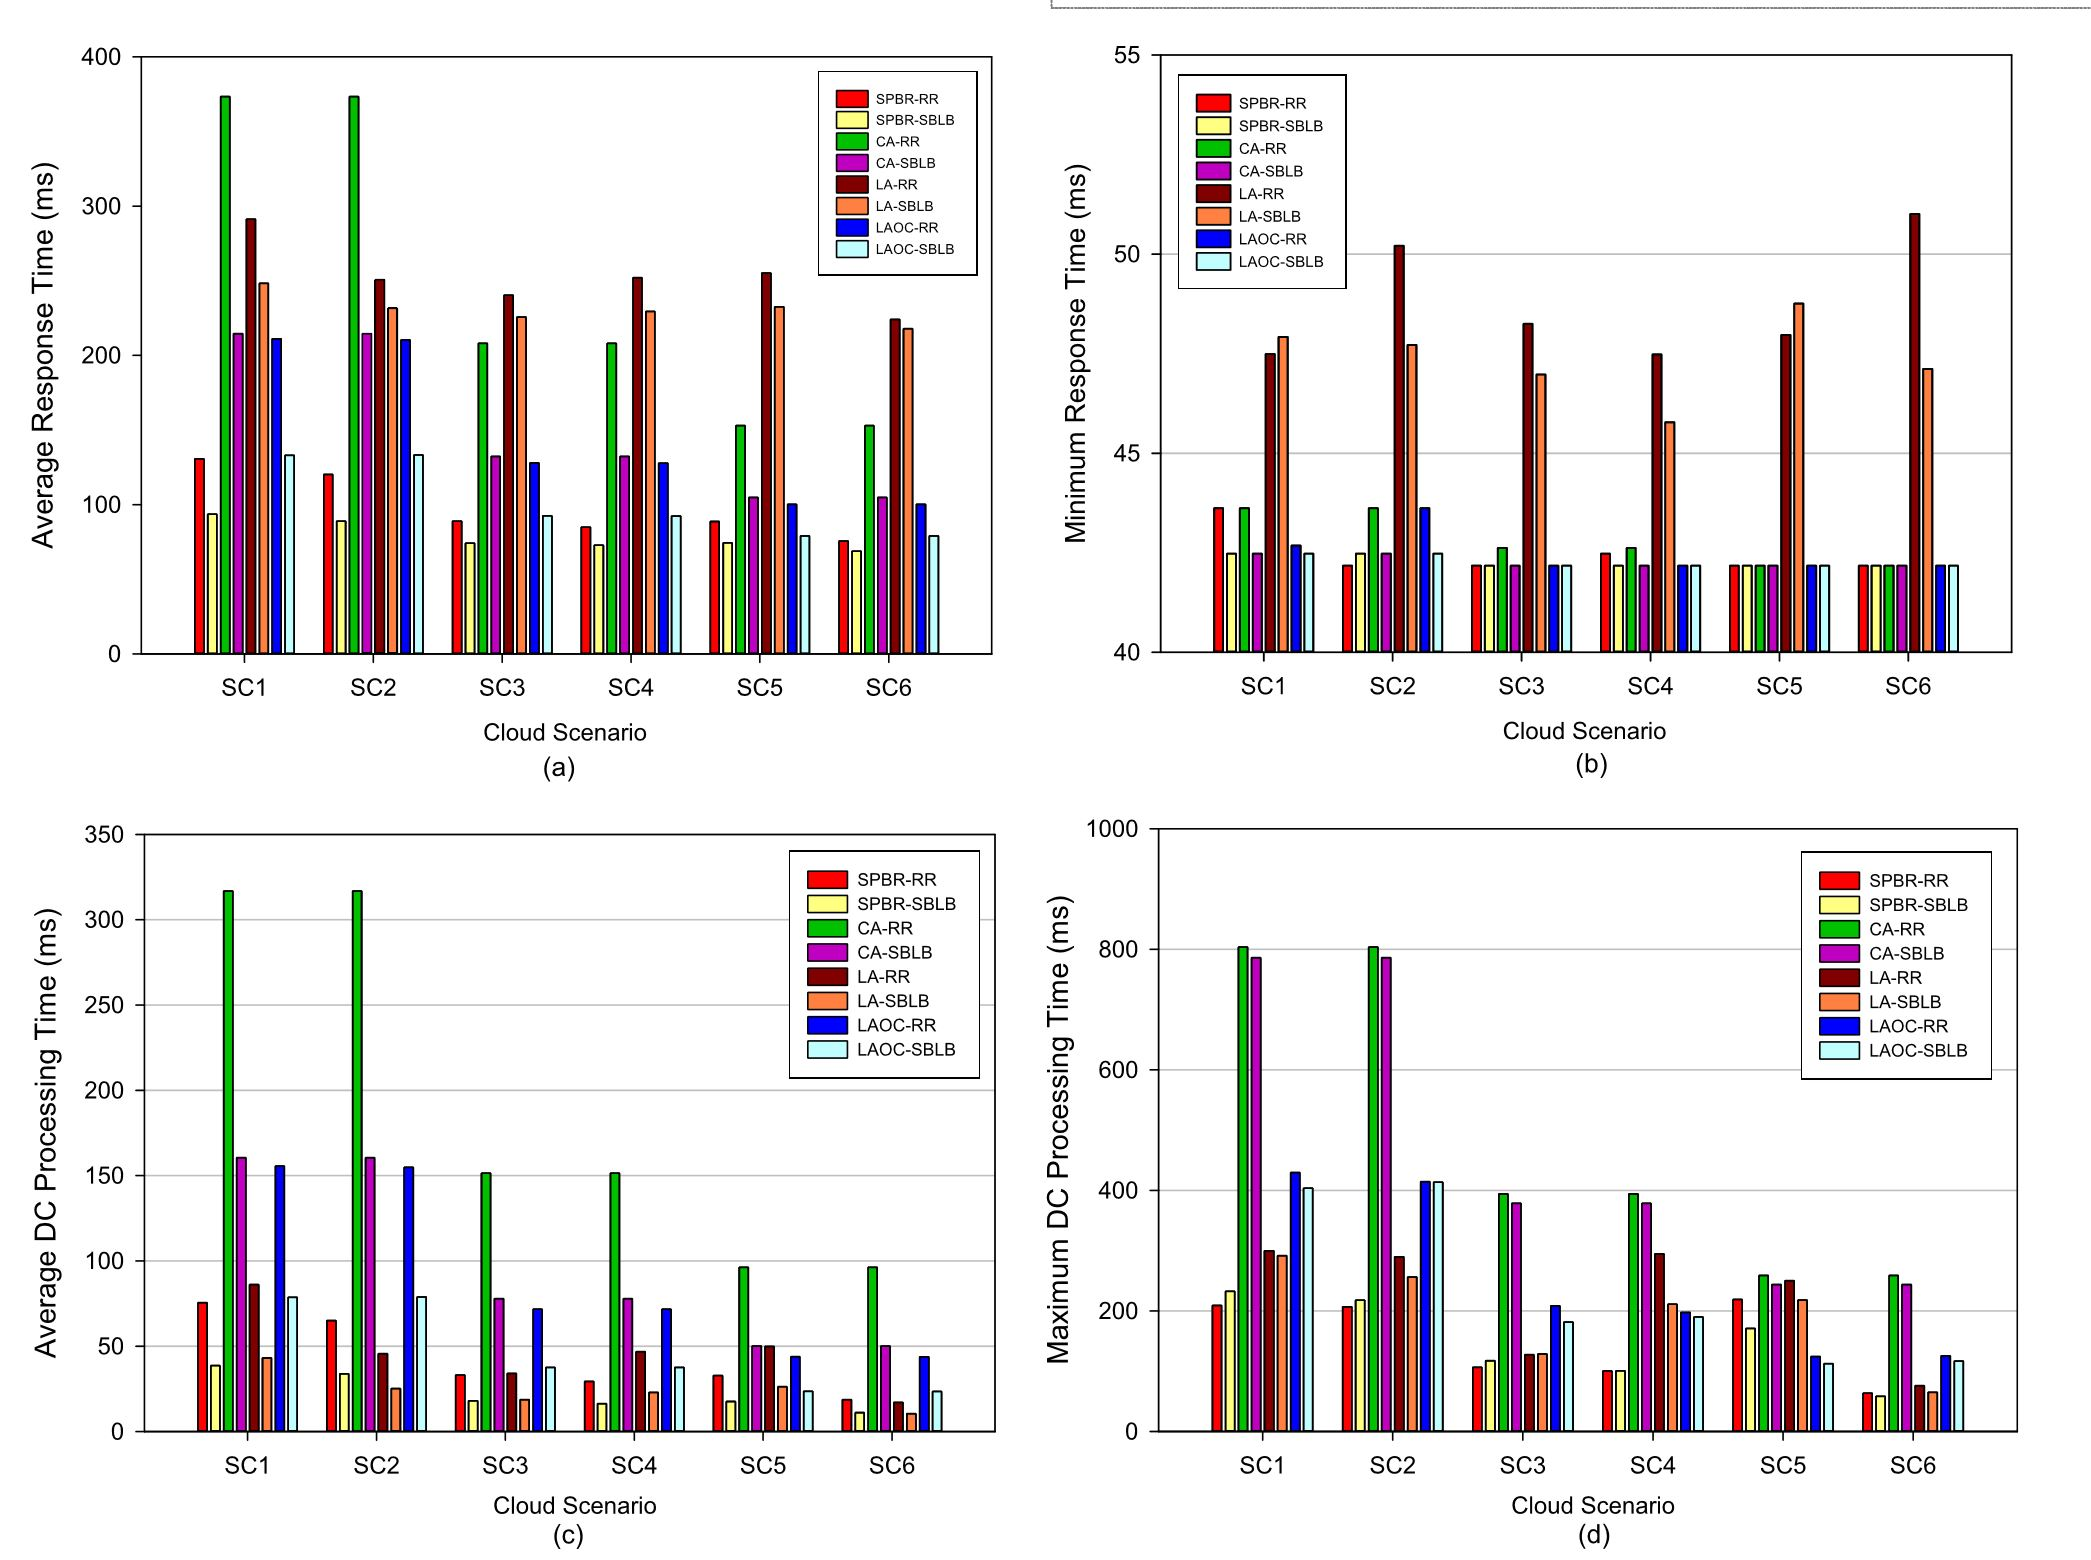 400
300
200
100
0
Average Response Time (ms)
SPBR-RR
SPBR-SBLB
CA-RR
CA-SBLB
LA-RR
LA-SBLB
LAOC-RR
LAOC-SBLB
SC1 SC2 SC3 SC4 SC5 SC6
Cloud Scenario
(a)
55
50
45
40
Minimum Response Time (ms)
SPBR-RR
SPBR-SBLB
CA-RR
CA-SBLB
LA-RR
LA-SBLB
LAOC-RR
LAOC-SBLB
SC1 SC2 SC3 SC4 SC5 SC6
Cloud Scenario
(b)
350
300
250
200
150
100
50
0
Average DC Processing Time (ms)
SPBR-RR
SPBR-SBLB
CA-RR
CA-SBLB
LA-RR
LA-SBLB
LAOC-RR
LAOC-SBLB
SC1 SC2 SC3 SC4 SC5 SC6
Cloud Scenario
(c)
1000
800
600
400
200
0
Maximum DC Processing Time (ms)
SPBR-RR
SPBR-SBLB
CA-RR
CA-SBLB
LA-RR
LA-SBLB
LAOC-RR
LAOC-SBLB
SC1 SC2 SC3 SC4 SC5 SC6
Cloud Scenario
(d)